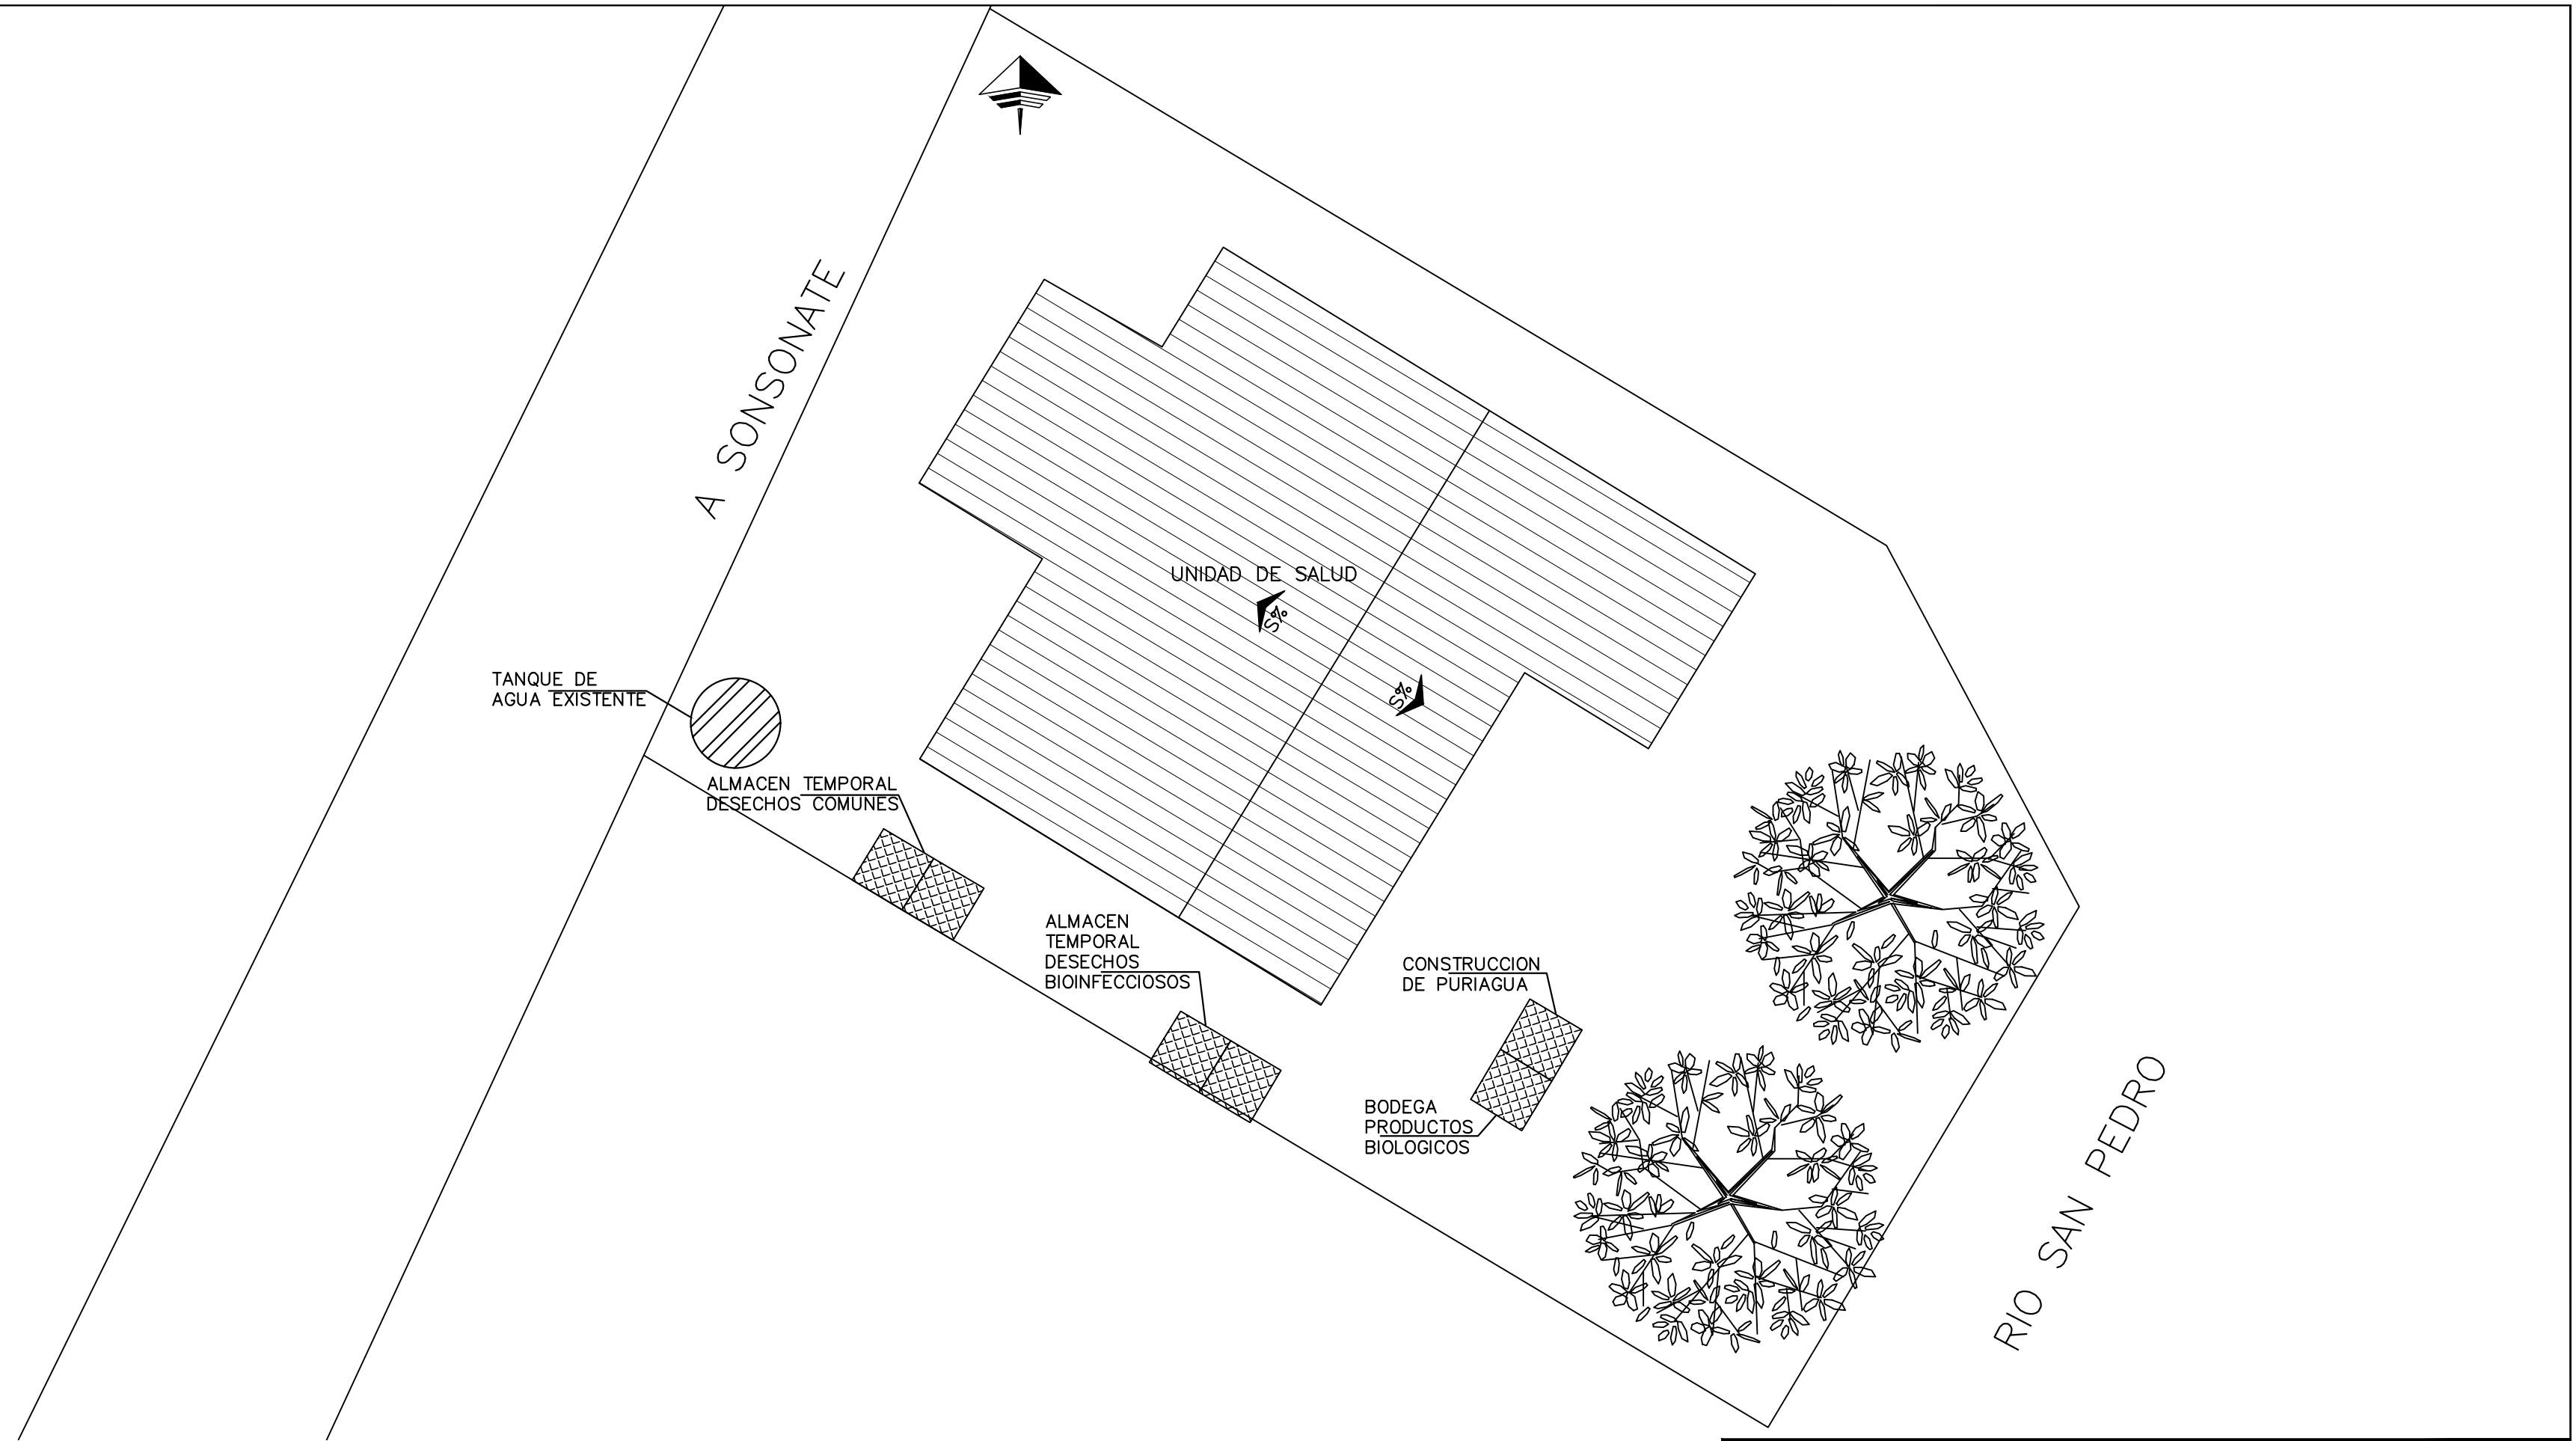 A SONSONATE
UNIDAD DE SALUD
S%
S%
TANQUE DE
AGUA EXISTENTE
ALMACEN TEMPORAL
DESECHOS COMUNES
ALMACEN
TEMPORAL
DESECHOS
BIOINFECCIOSOS
CONSTRUCCION
DE PURIAGUA
BODEGA
PRODUCTOS
BIOLOGICOS
RIO SAN PEDRO